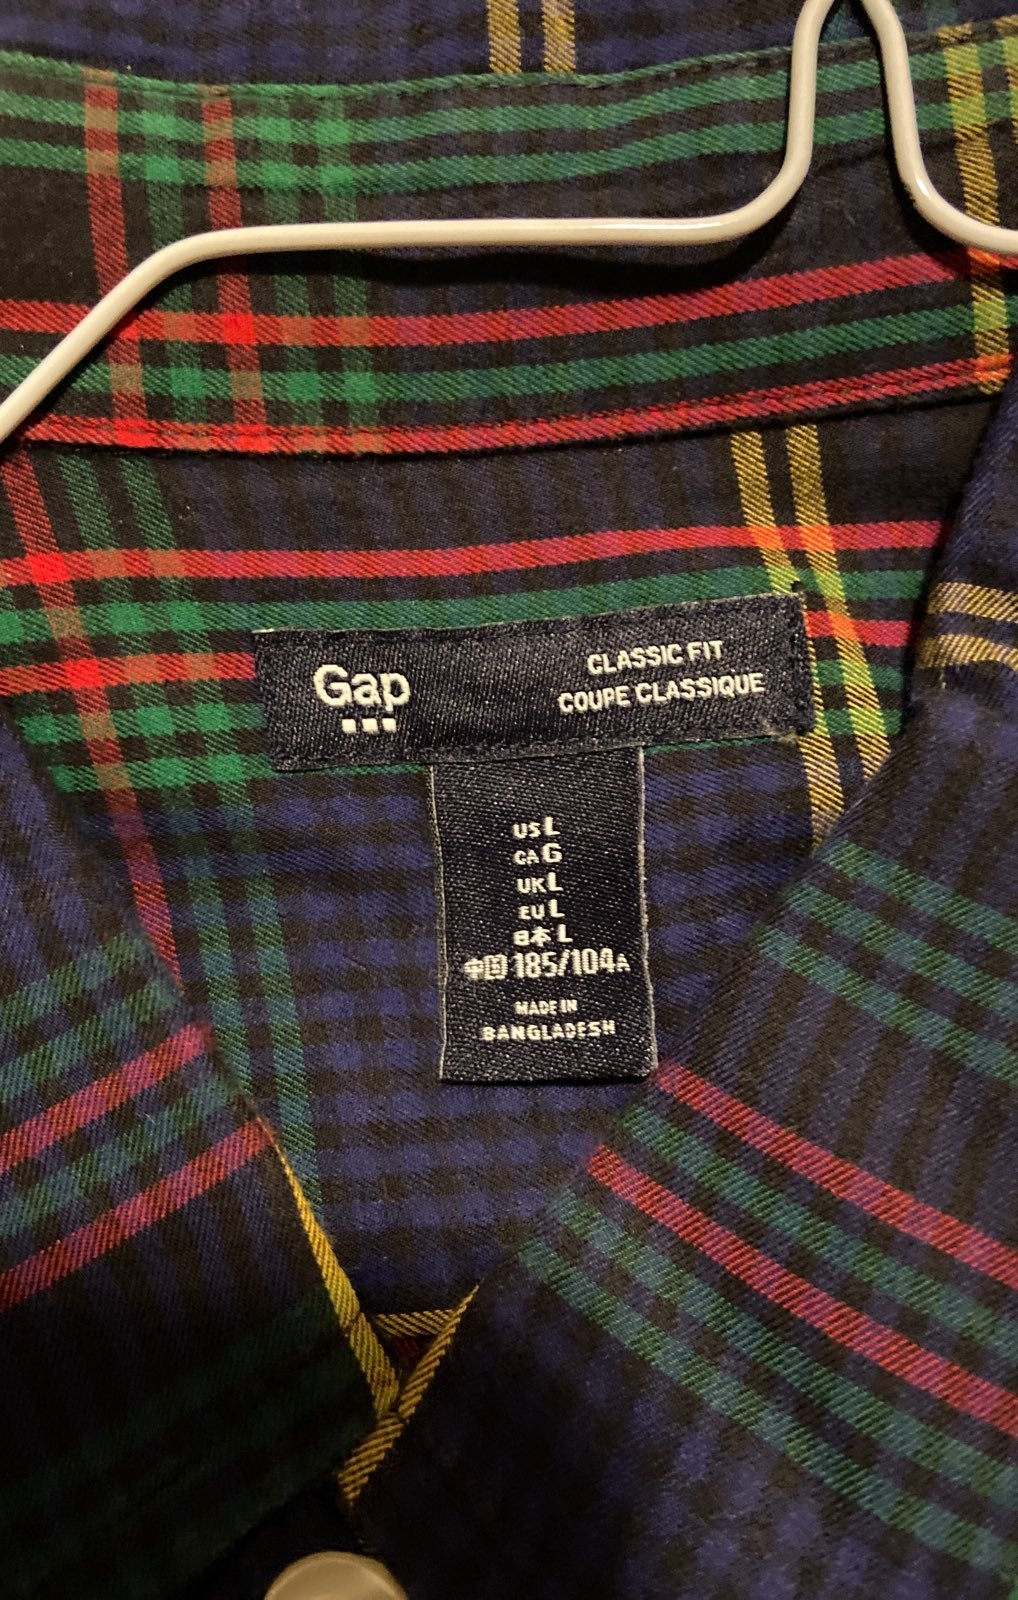 Gap
CLASSIC FIT
COUPE CLASSIQUE
US L
CA G
UK L
EU L
日本 L
中国 185/104A
MADE IN
BANGLADESH